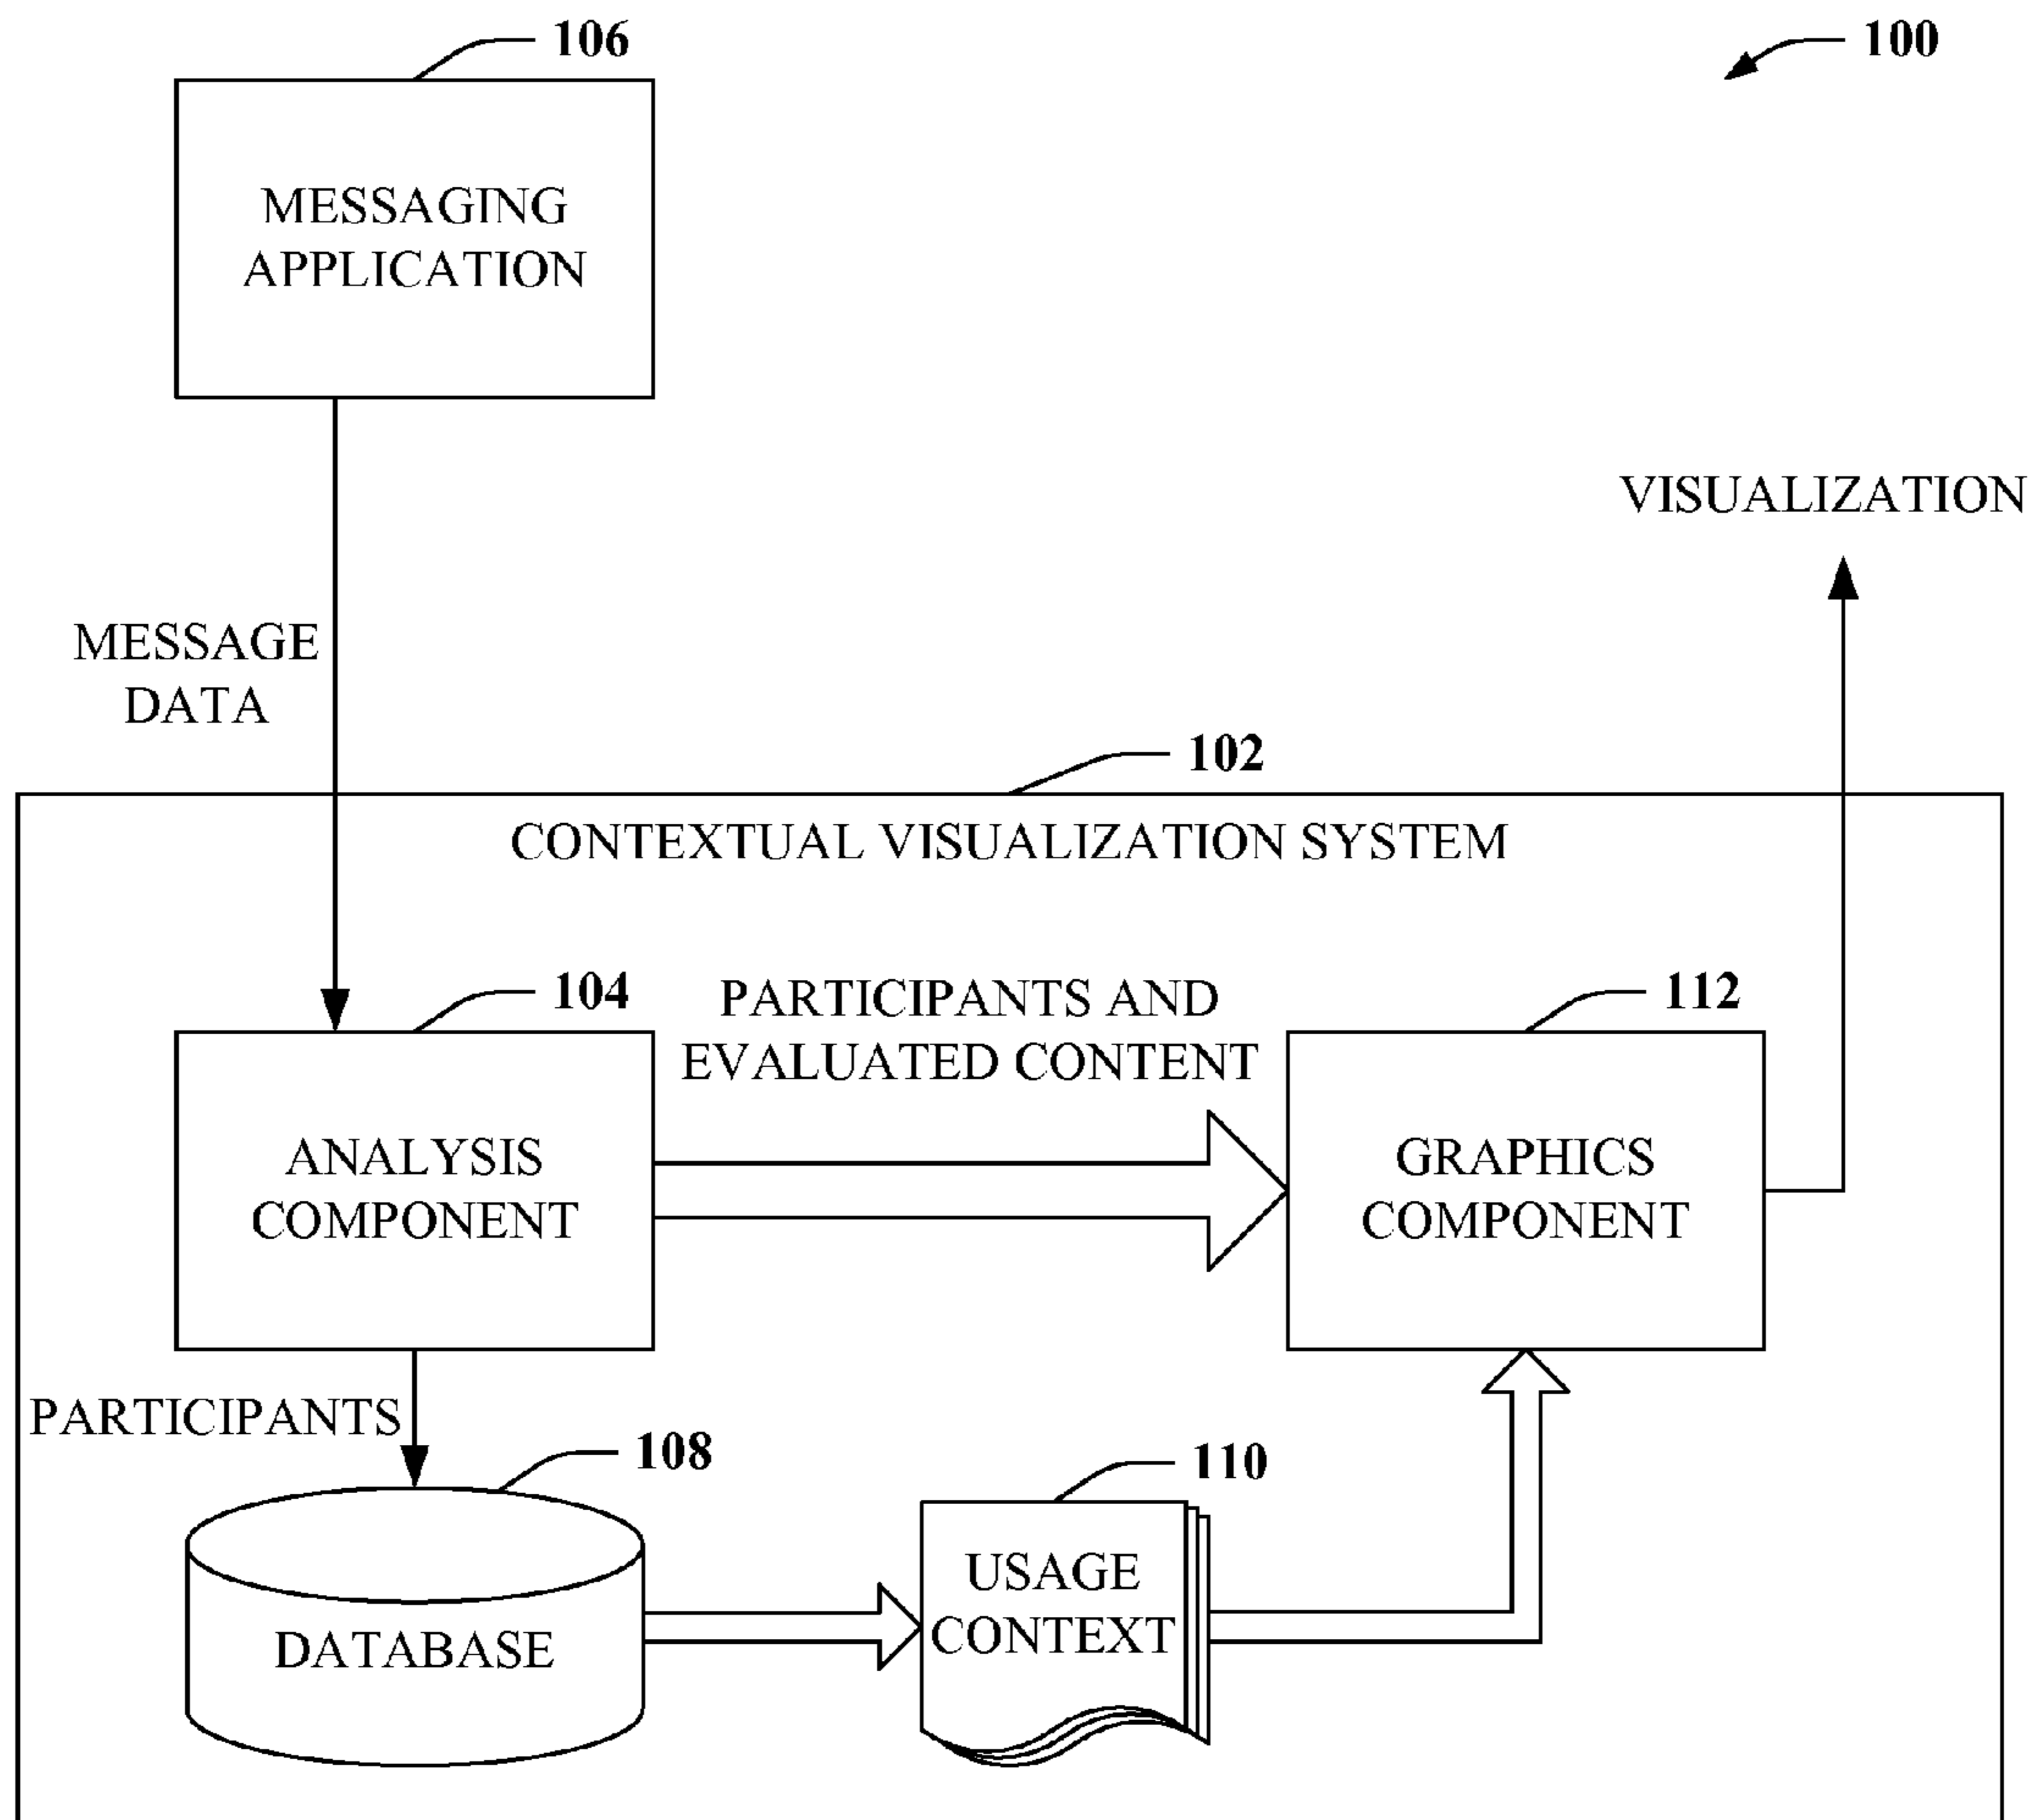 106
100
MESSAGING
APPLICATION
VISUALIZATION
MESSAGE
DATA
102
CONTEXTUAL VISUALIZATION SYSTEM
104
PARTICIPANTS AND
EVALUATED CONTENT
112
ANALYSIS
COMPONENT
GRAPHICS
COMPONENT
PARTICIPANTS
108
110
USAGE
CONTEXT
DATABASE